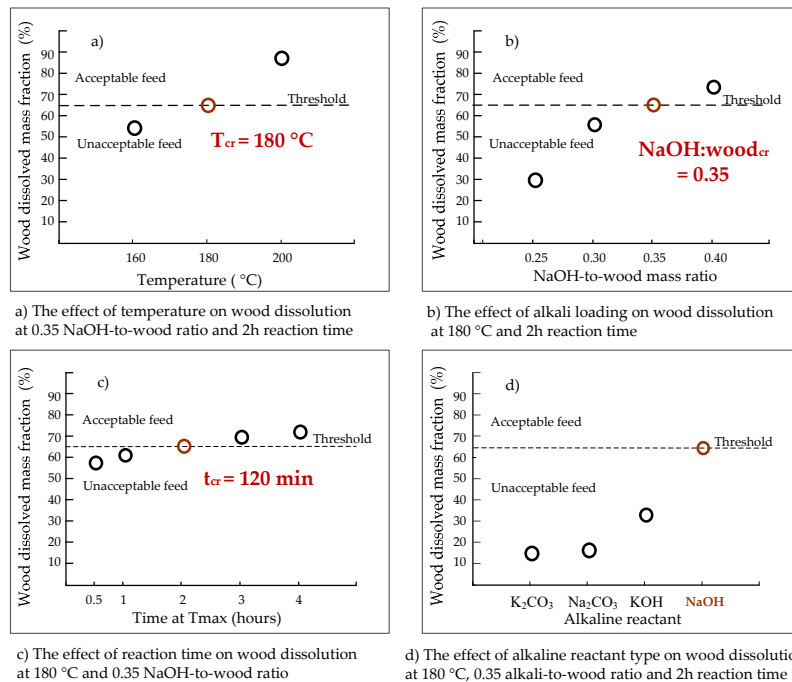 Wood dissolved mass fraction (%)
a)
90
80
70
60
50
40
30
20
10
Acceptable feed
Threshold
Unacceptable feed
Tcr = 180 °C
160
180
200
Temperature ( °C)
a) The effect of temperature on wood dissolution
at 0.35 NaOH-to-wood ratio and 2h reaction time
Wood dissolved mass fraction (%)
b)
90
80
70
60
50
40
30
20
10
Acceptable feed
Threshold
Unacceptable feed
NaOH:woodcr
= 0.35
0.25
0.30
0.35
0.40
NaOH-to-wood mass ratio
b) The effect of alkali loading on wood dissolution
at 180 °C and 2h reaction time
Wood dissolved mass fraction (%)
c)
90
80
70
60
50
40
30
20
10
Acceptable feed
Threshold
Unacceptable feed
tcr = 120 min
0.5
1
2
3
4
Time at Tmax (hours)
c) The effect of reaction time on wood dissolution
at 180 °C and 0.35 NaOH-to-wood ratio
Wood dissolved mass fraction (%)
d)
90
80
70
60
50
40
30
20
10
Acceptable feed
Threshold
Unacceptable feed
K₂CO₃
Na₂CO₃
KOH
NaOH
Alkaline reactant
d) The effect of alkaline reactant type on wood dissolutio
at 180 °C, 0.35 alkali-to-wood ratio and 2h reaction time